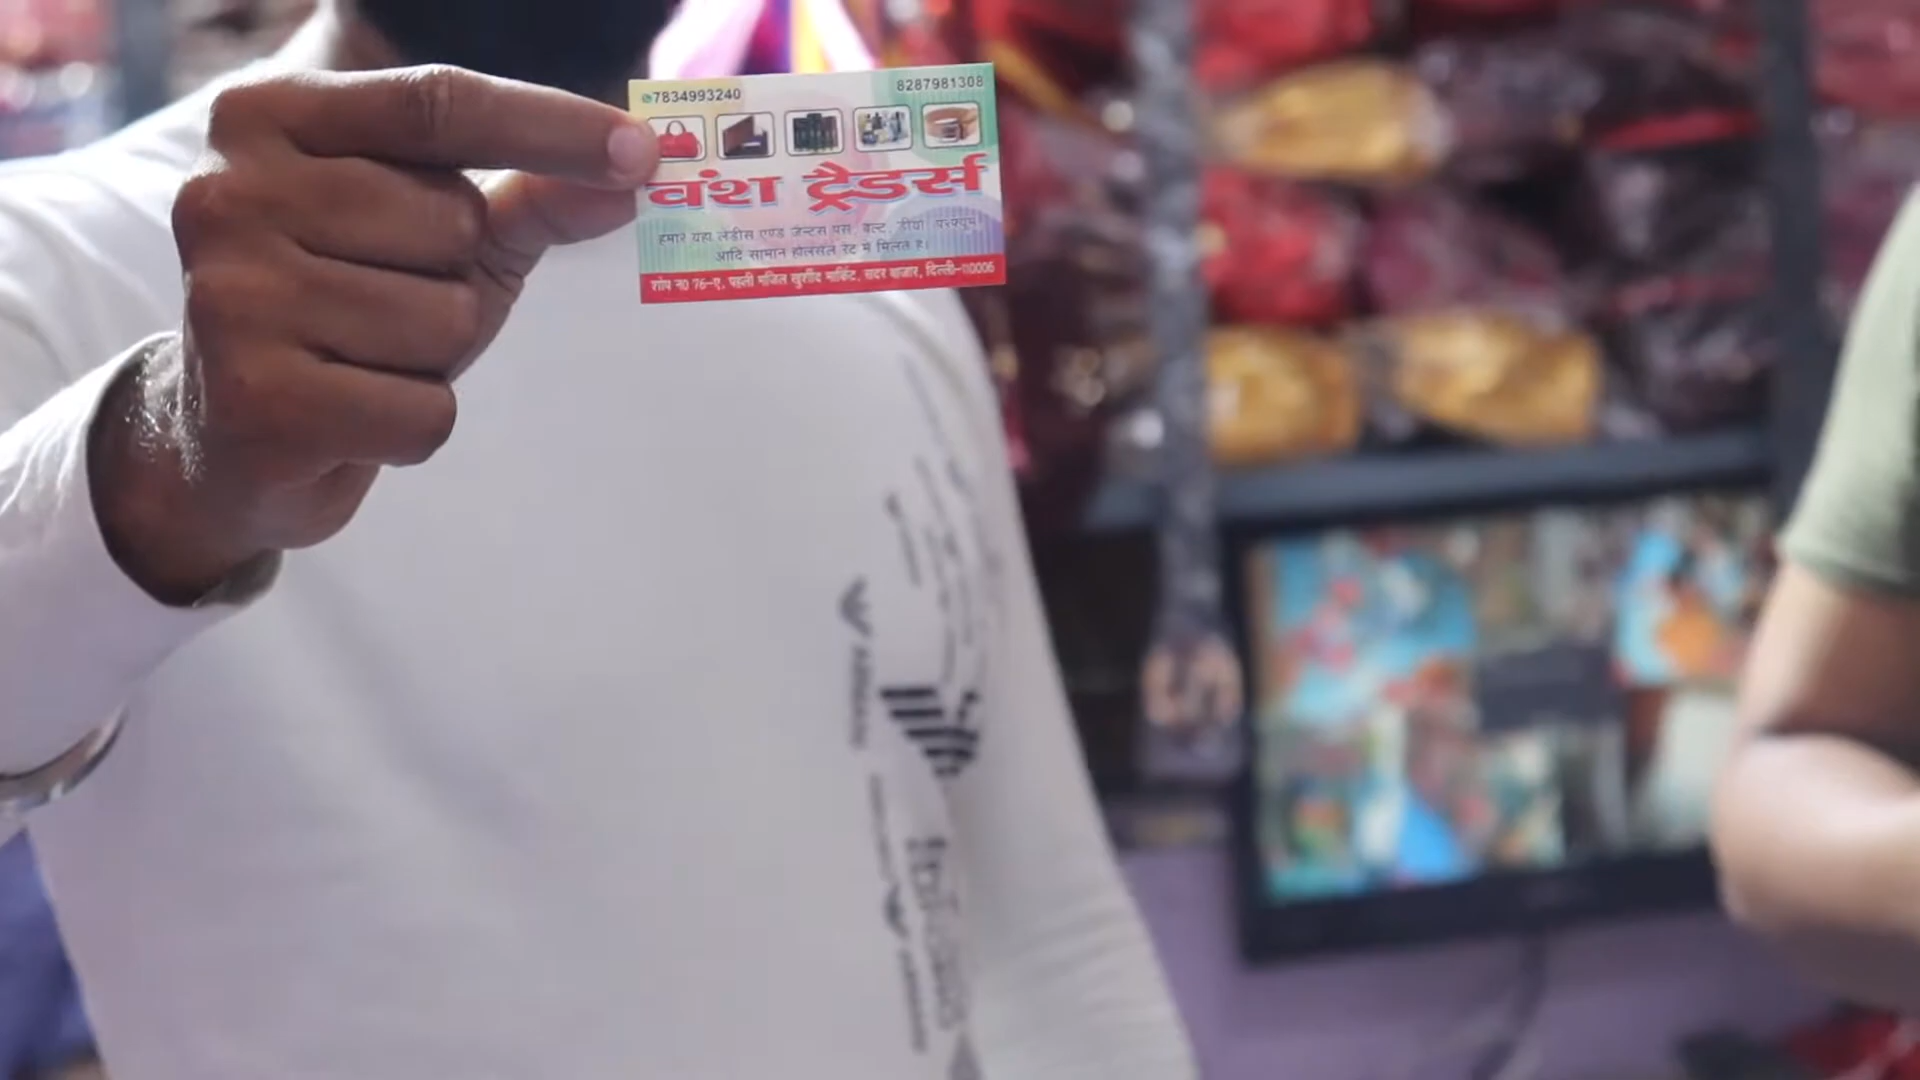 7834993240
8287981308
वंश ट्रैडर्स
हमारे यहां लेडीस एण्ड जेन्टस पर्स, बेल्ट, डीयो परफ्यूम
आदि सामान होलसेल रेट में मिलते है।
शॉप न0 76-ए, पहली मंजिल खुर्शीद मार्किट, सदर बाजार, दिल्ली-110006